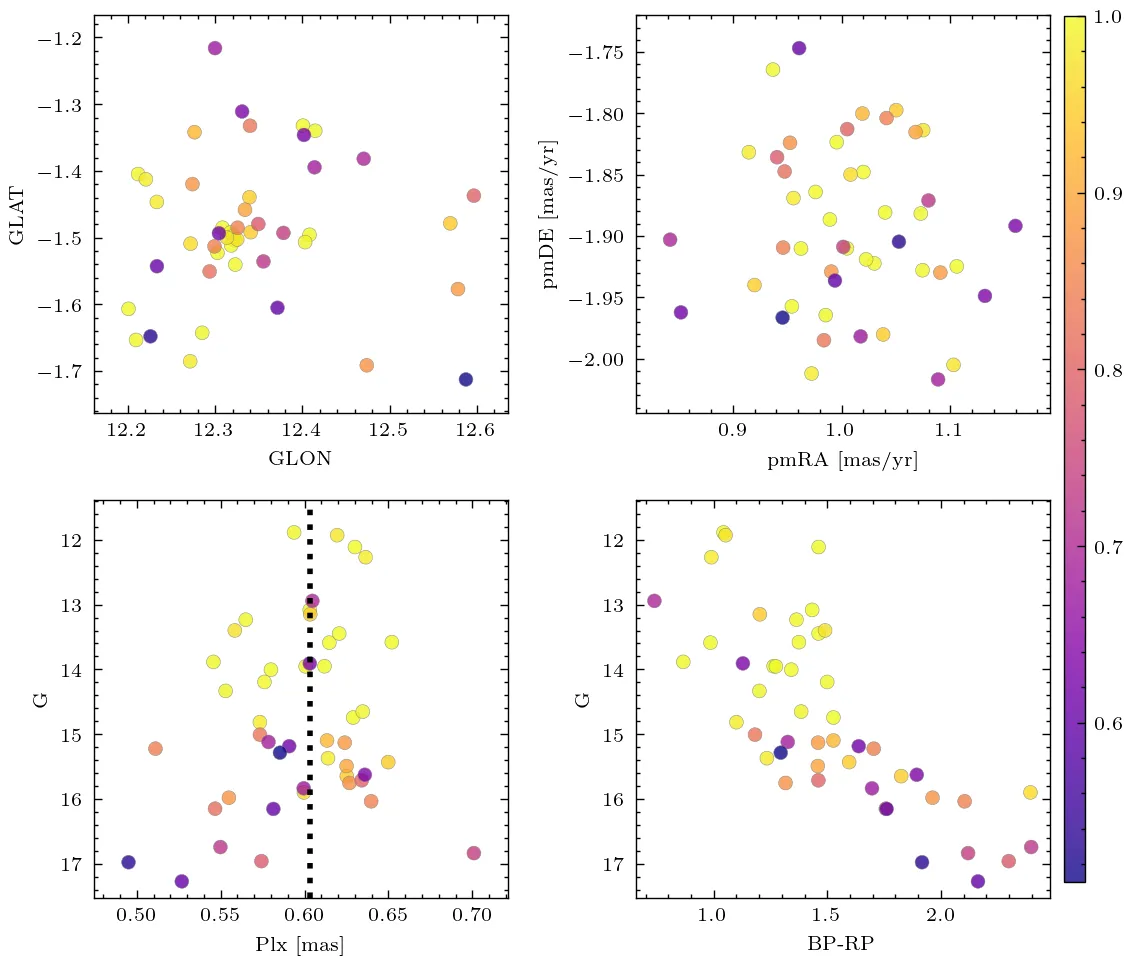 −1.2
−1.3
−1.4
−1.5
−1.6
−1.7
GLAT
12.2 12.3 12.4 12.5 12.6
GLON
−1.75
−1.80
−1.85
−1.90
−1.95
−2.00
pmDE [mas/yr]
0.9 1.0 1.1
pmRA [mas/yr]
12
13
14
15
16
17
G
0.50 0.55 0.60 0.65 0.70
Plx [mas]
12
13
14
15
16
17
G
1.0 1.5 2.0
BP-RP
1.0
0.9
0.8
0.7
0.6